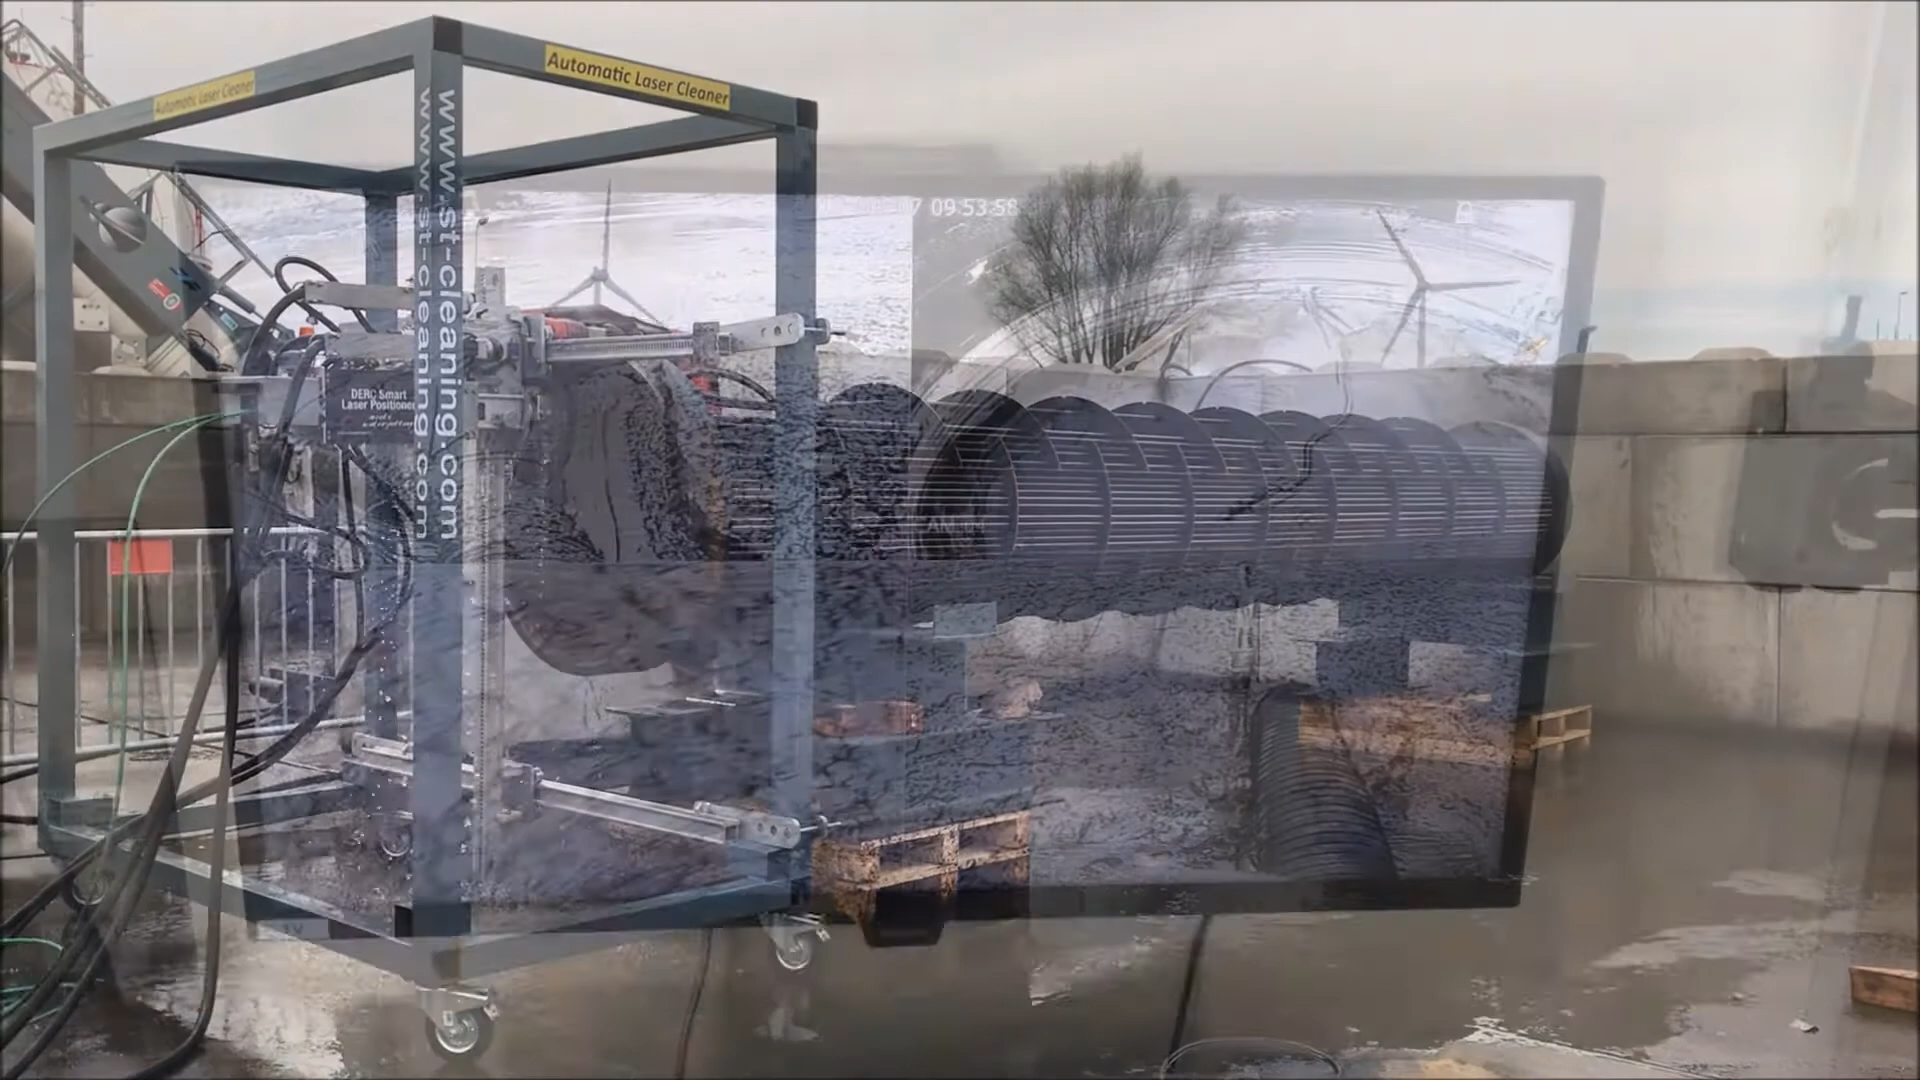 Automatic Laser Cleaner
Automatic Laser Cleaner
www.st-cleaning.com
www.st-cleaning.com
09:53:58
DERC Smart
Laser Positioner